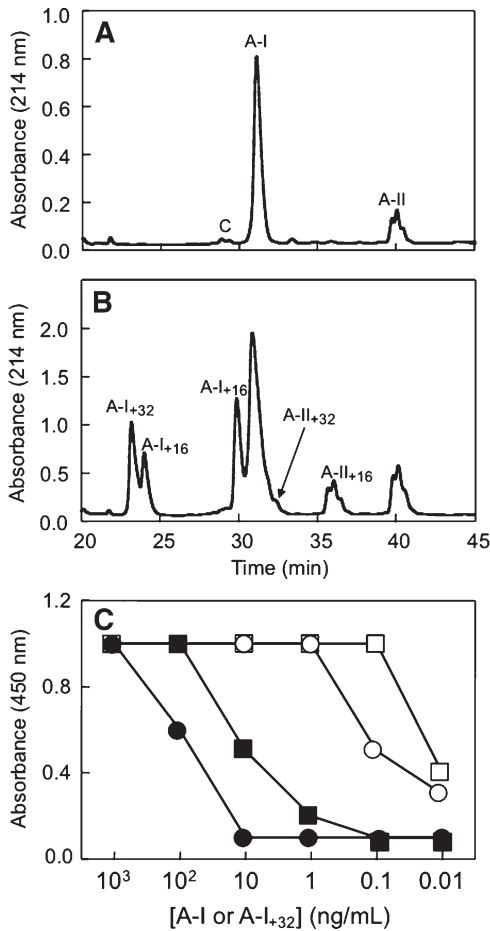 A
Absorbance (214 nm)
1.0
0.8
0.6
0.4
0.2
0.0
A-I
C
A-II
B
Absorbance (214 nm)
2.0
1.5
1.0
0.5
0.0
A-I+32
A-I+16
A-I+16
A-II+32
A-II+16
20 25 30 35 40 45
Time (min)
C
Absorbance (450 nm)
1.2
0.8
0.4
0.0
10³ 10² 10 1 0.1 0.01
[A-I or A-I+32] (ng/mL)